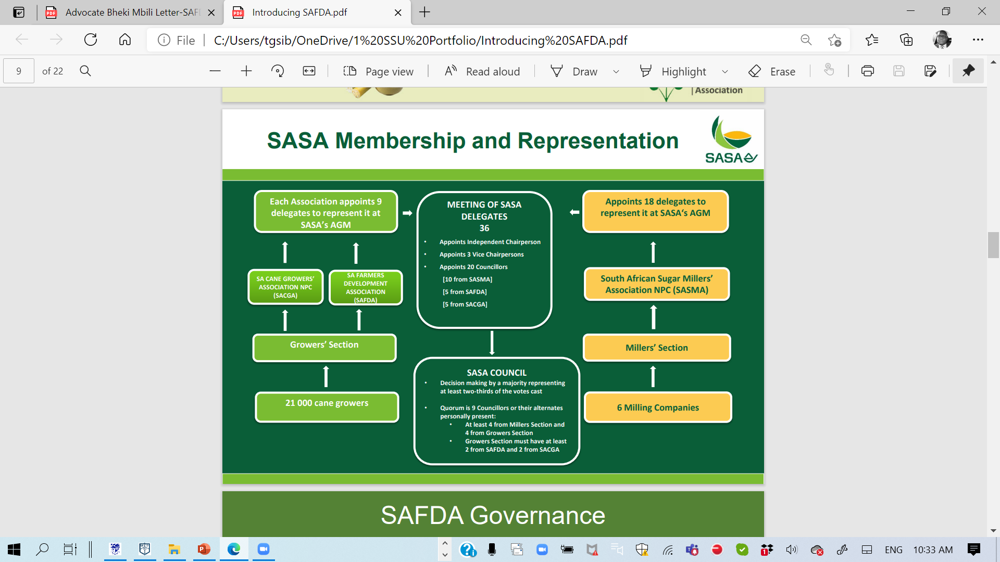 Advocate Bheki Mbili Letter-SAF
Introducing SAFDA.pdf
File
C:/Users/tgsib/OneDrive/1%20SSU%20Portfolio/Introducing%20SAFDA.pdf
9
of 22
Page view
Read aloud
Draw
Highlight
Erase
Association
SASA Membership and Representation
SASA
Each Association appoints 9
delegates to represent it at
SASA's AGM
SA CANE GROWERS'
ASSOCIATION NPC
(SACGA)
SA FARMERS
DEVELOPMENT
ASSOCIATION
(SAFDA)
Growers' Section
21 000 cane growers
MEETING OF SASA
DELEGATES
36
• Appoints Independent Chairperson
• Appoints 3 Vice Chairpersons
• Appoints 20 Councillors
[10 from SASMA]
[5 from SAFDA]
[5 from SACGA]
SASA COUNCIL
• Decision making by a majority representing
at least two-thirds of the votes cast
• Quorum is 9 Councillors or their alternates
personally present:
• At least 4 from Millers Section and
4 from Growers Section
• Growers Section must have at least
2 from SAFDA and 2 from SACGA
Appoints 18 delegates to
represent it at SASA's AGM
South African Sugar Millers'
Association NPC (SASMA)
Millers' Section
6 Milling Companies
SAFDA Governance
ENG
10:33 AM